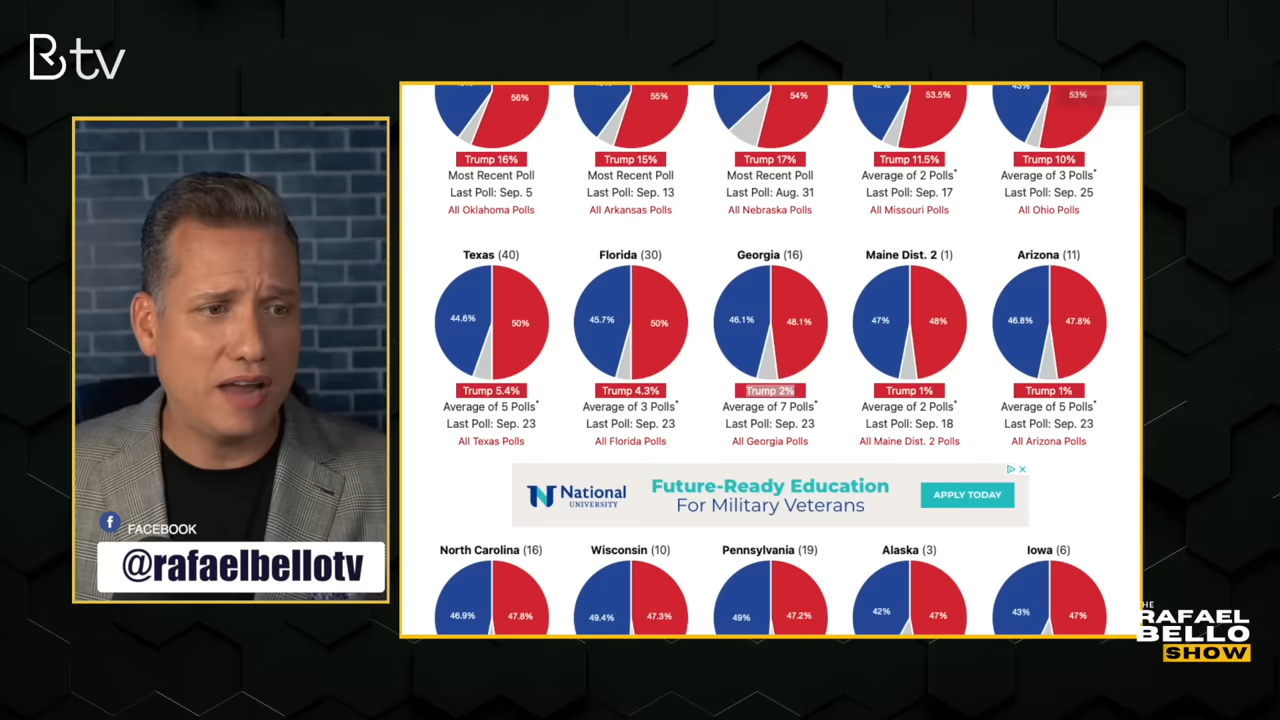 Btv
56%
55%
54%
42%
53.5%
43%
53%
Trump 16%
Trump 15%
Trump 17%
Trump 11.5%
Trump 10%
Most Recent Poll
Most Recent Poll
Most Recent Poll
Average of 2 Polls*
Average of 3 Polls*
Last Poll: Sep. 5
Last Poll: Sep. 13
Last Poll: Aug. 31
Last Poll: Sep. 17
Last Poll: Sep. 25
All Oklahoma Polls
All Arkansas Polls
All Nebraska Polls
All Missouri Polls
All Ohio Polls
Texas (40)
Florida (30)
Georgia (16)
Maine Dist. 2 (1)
Arizona (11)
44.6%
50%
45.7%
50%
46.1%
48.1%
47%
48%
46.8%
47.8%
Trump 5.4%
Trump 4.3%
Trump 2%
Trump 1%
Trump 1%
Average of 5 Polls*
Average of 3 Polls*
Average of 7 Polls*
Average of 2 Polls*
Average of 5 Polls*
Last Poll: Sep. 23
Last Poll: Sep. 23
Last Poll: Sep. 23
Last Poll: Sep. 18
Last Poll: Sep. 23
All Texas Polls
All Florida Polls
All Georgia Polls
All Maine Dist. 2 Polls
All Arizona Polls
National
UNIVERSITY
Future-Ready Education
For Military Veterans
APPLY TODAY
North Carolina (16)
Wisconsin (10)
Pennsylvania (19)
Alaska (3)
Iowa (6)
46.9%
47.8%
49.4%
47.3%
49%
47.2%
42%
47%
43%
47%
f FACEBOOK
@rafaelbellotv
THE
RAFAEL
BELLO
SHOW